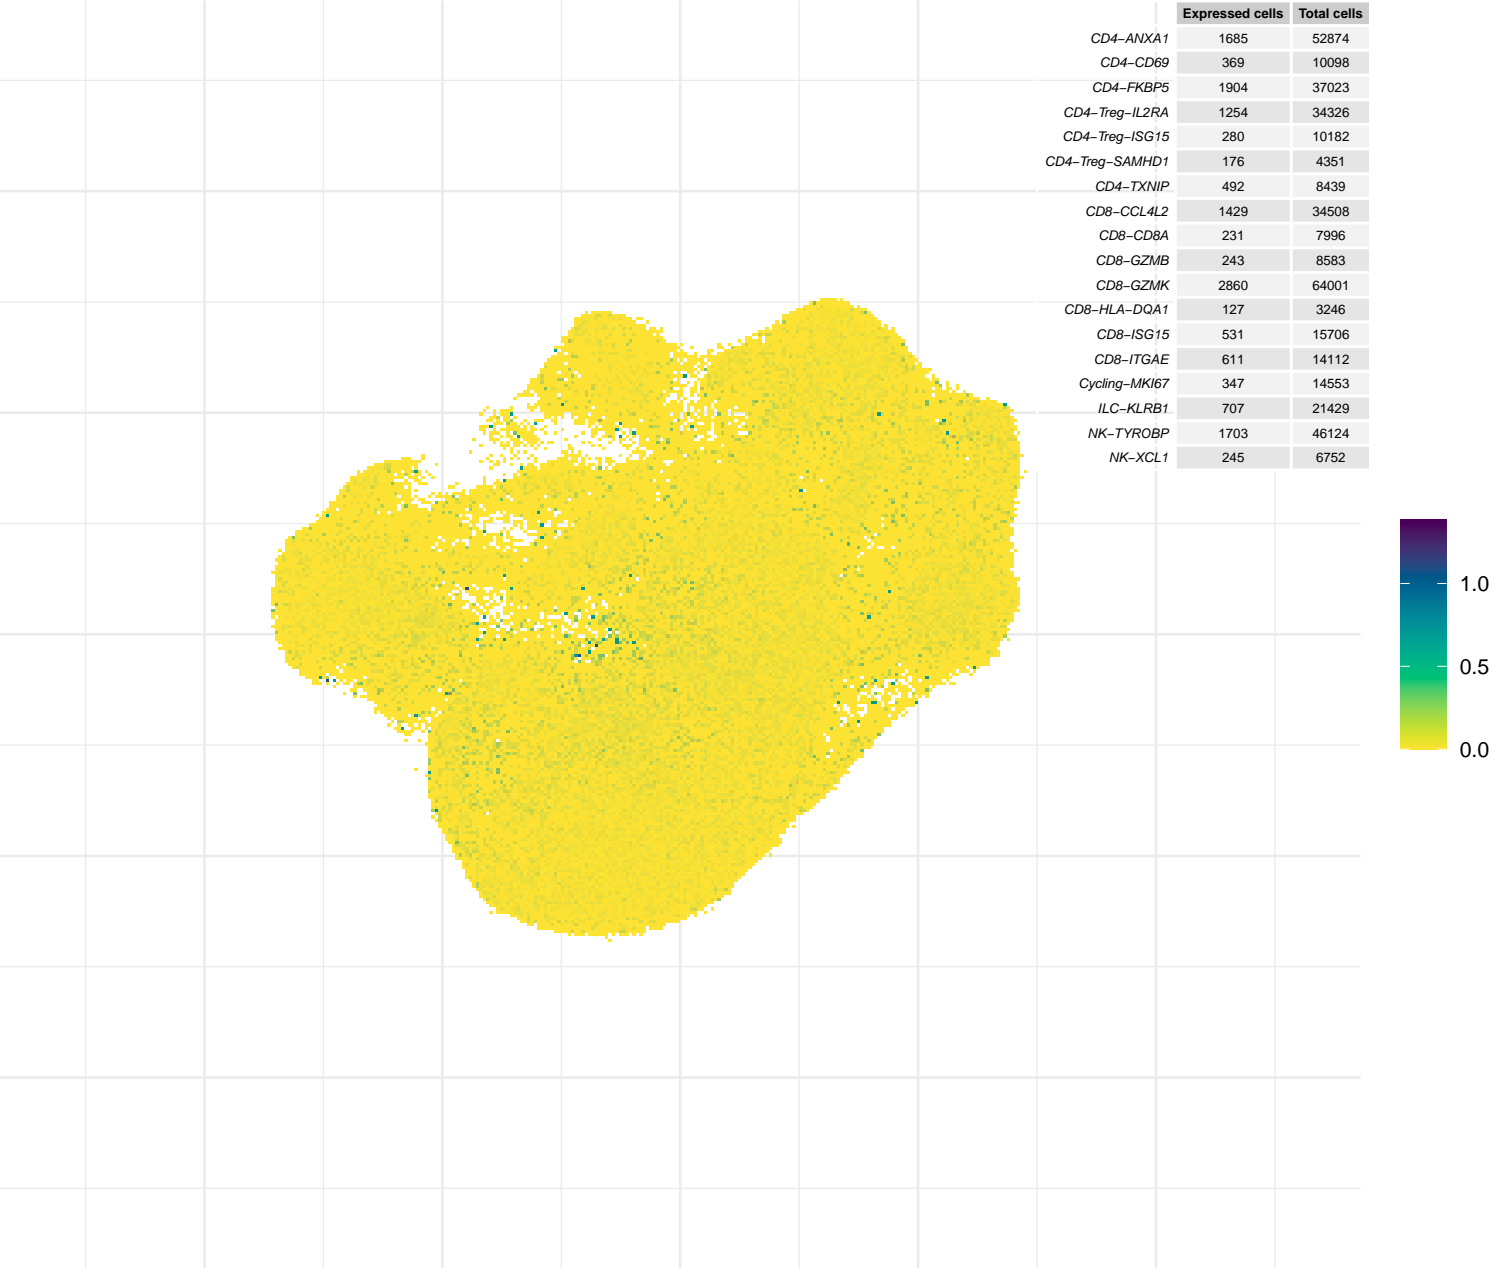 Expressed cells Total cells
CD4−ANXA1 1685 52874
CD4−CD69 369 10098
CD4−FKBP5 1904 37023
CD4−Treg−IL2RA 1254 34326
CD4−Treg−ISG15 280 10182
CD4−Treg−SAMHD1 176 4351
CD4−TXNIP 492 8439
CD8−CCL4L2 1429 34508
CD8−CD8A 231 7996
CD8−GZMB 243 8583
CD8−GZMK 2860 64001
CD8−HLA−DQA1 127 3246
CD8−ISG15 531 15706
CD8−ITGAE 611 14112
Cycling−MKI67 347 14553
ILC−KLRB1 707 21429
NK−TYROBP 1703 46124
NK−XCL1 245 6752
1.0
0.5
0.0